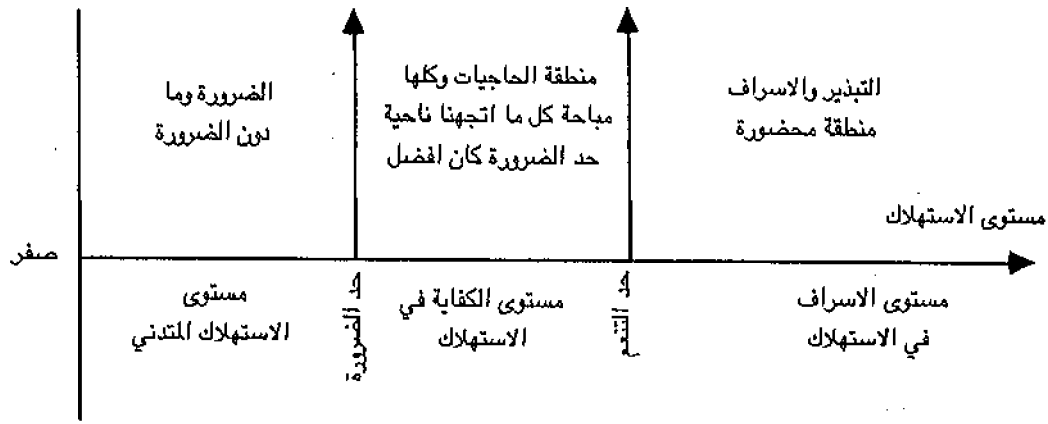 التبذير والاسراف
منطقة محضورة
منطقة الحاجيات وكلها
مباحة كل ما اتجهنا ناحية
حد الضرورة كان افضل
الضرورة وما
دون الضرورة
مستوى الاستهلاك
صفر
مستوى الاسراف
في الاستهلاك
حد التنعم
مستوى الكفاية في
الاستهلاك
حد الضرورة
مستوى
الاستهلاك المتدني